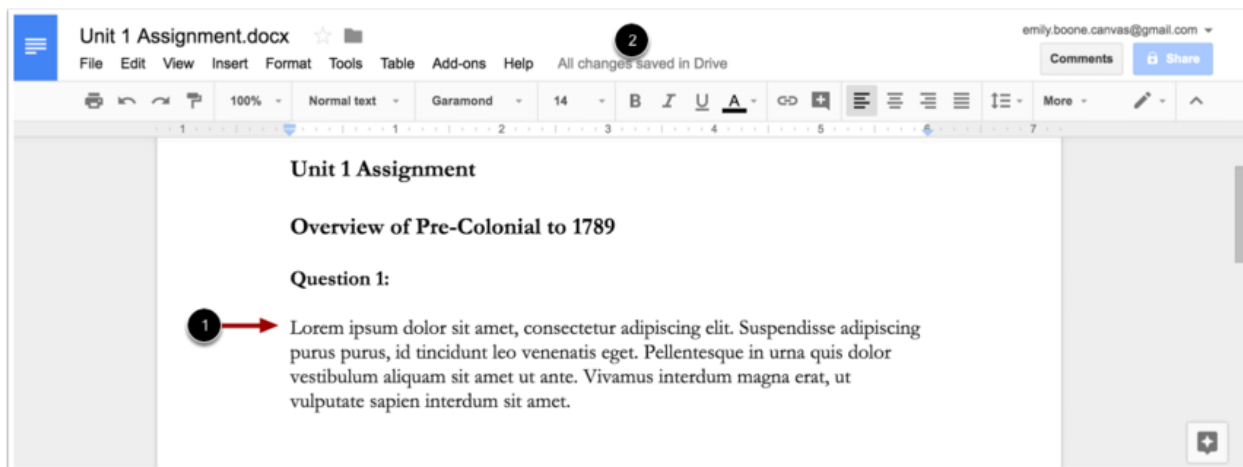 Unit 1 Assignment.docx
emily.boone.canvas@gmail.com
File Edit View Insert Format Tools Table Add-ons Help All changes saved in Drive
2
Comments Share
100% Normal text Garamond 14 B I U A More
1 1 2 3 4 5 6 7
Unit 1 Assignment
Overview of Pre-Colonial to 1789
Question 1:
1
Lorem ipsum dolor sit amet, consectetur adipiscing elit. Suspendisse adipiscing
purus purus, id tincidunt leo venenatis eget. Pellentesque in urna quis dolor
vestibulum aliquam sit amet ut ante. Vivamus interdum magna erat, ut
vulputate sapien interdum sit amet.